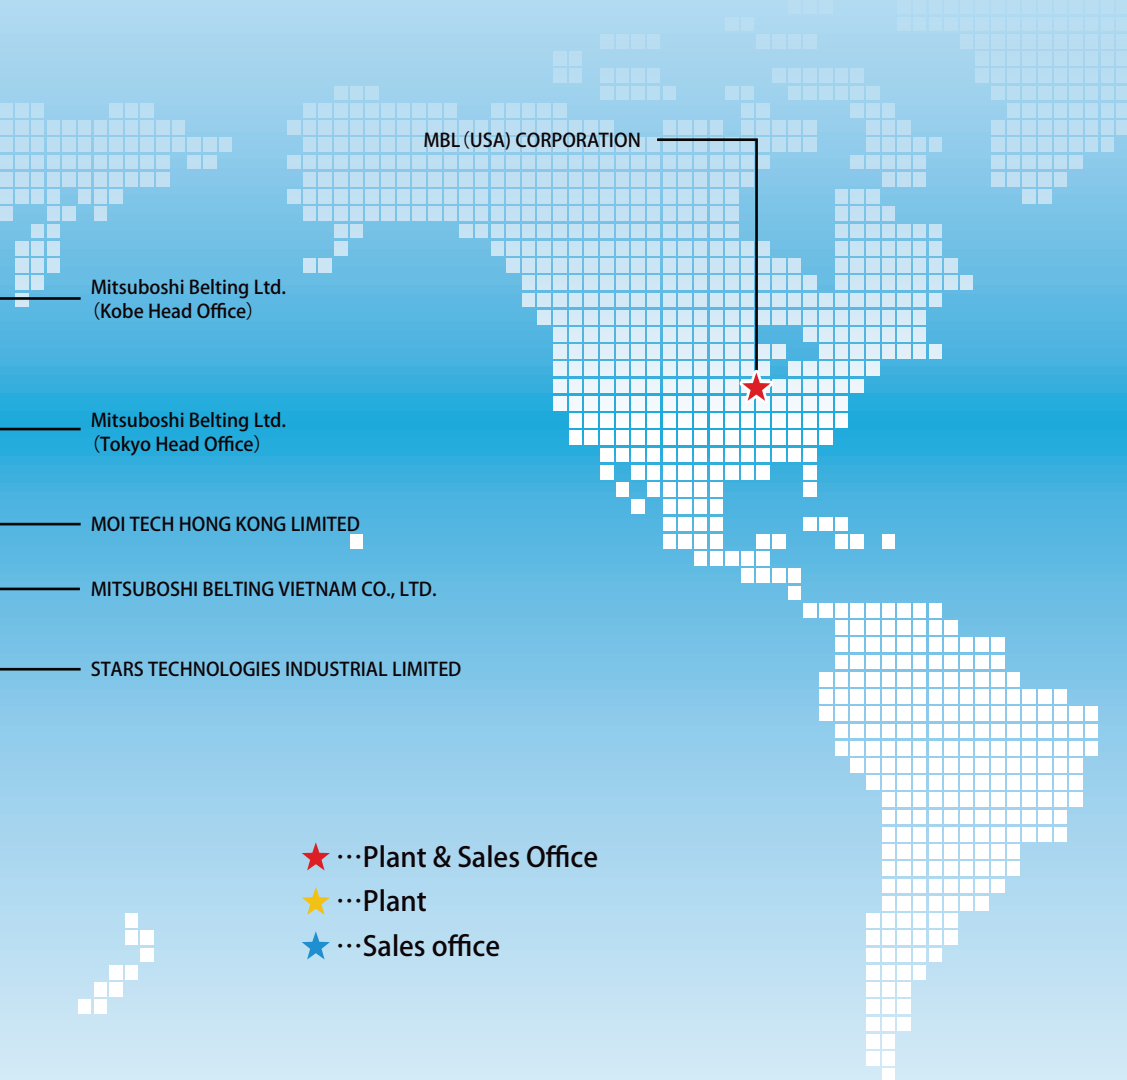 MBL（USA) CORPORATION
Mitsuboshi Belting Ltd.
（Kobe Head Office）
Mitsuboshi Belting Ltd.
（Tokyo Head Office）
MOI TECH HONG KONG LIMITED
MITSUBOSHI BELTING VIETNAM CO., LTD.
STARS TECHNOLOGIES INDUSTRIAL LIMITED
★…Plant & Sales Office
★…Plant
★…Sales office